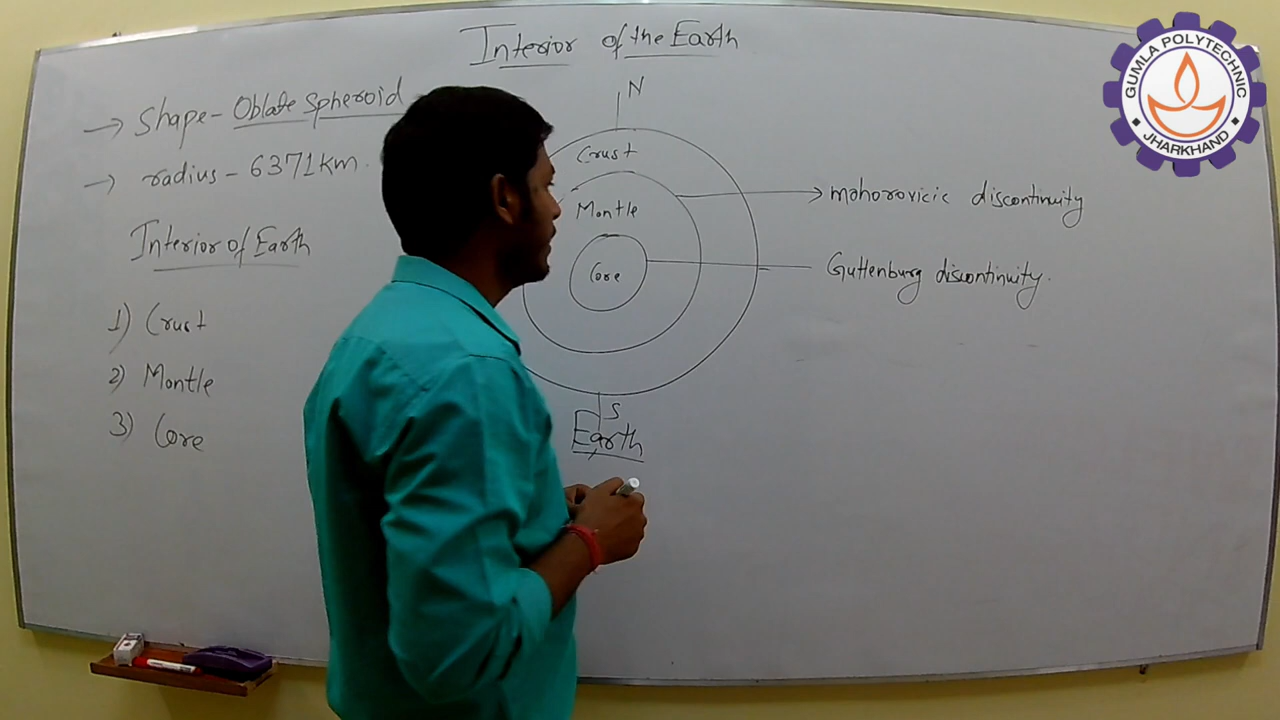 Interior of the Earth
→ Shape - Oblate Spheroid
→ radius - 6371 km.
Interior of Earth
1) Crust
2) Mantle
3) Core
N
Crust
Mantle
Core
S
Earth
mohorovicic discontinuity
Guttenburg discontinuity.
GUMLA POLYTECHNIC
JHARKHAND